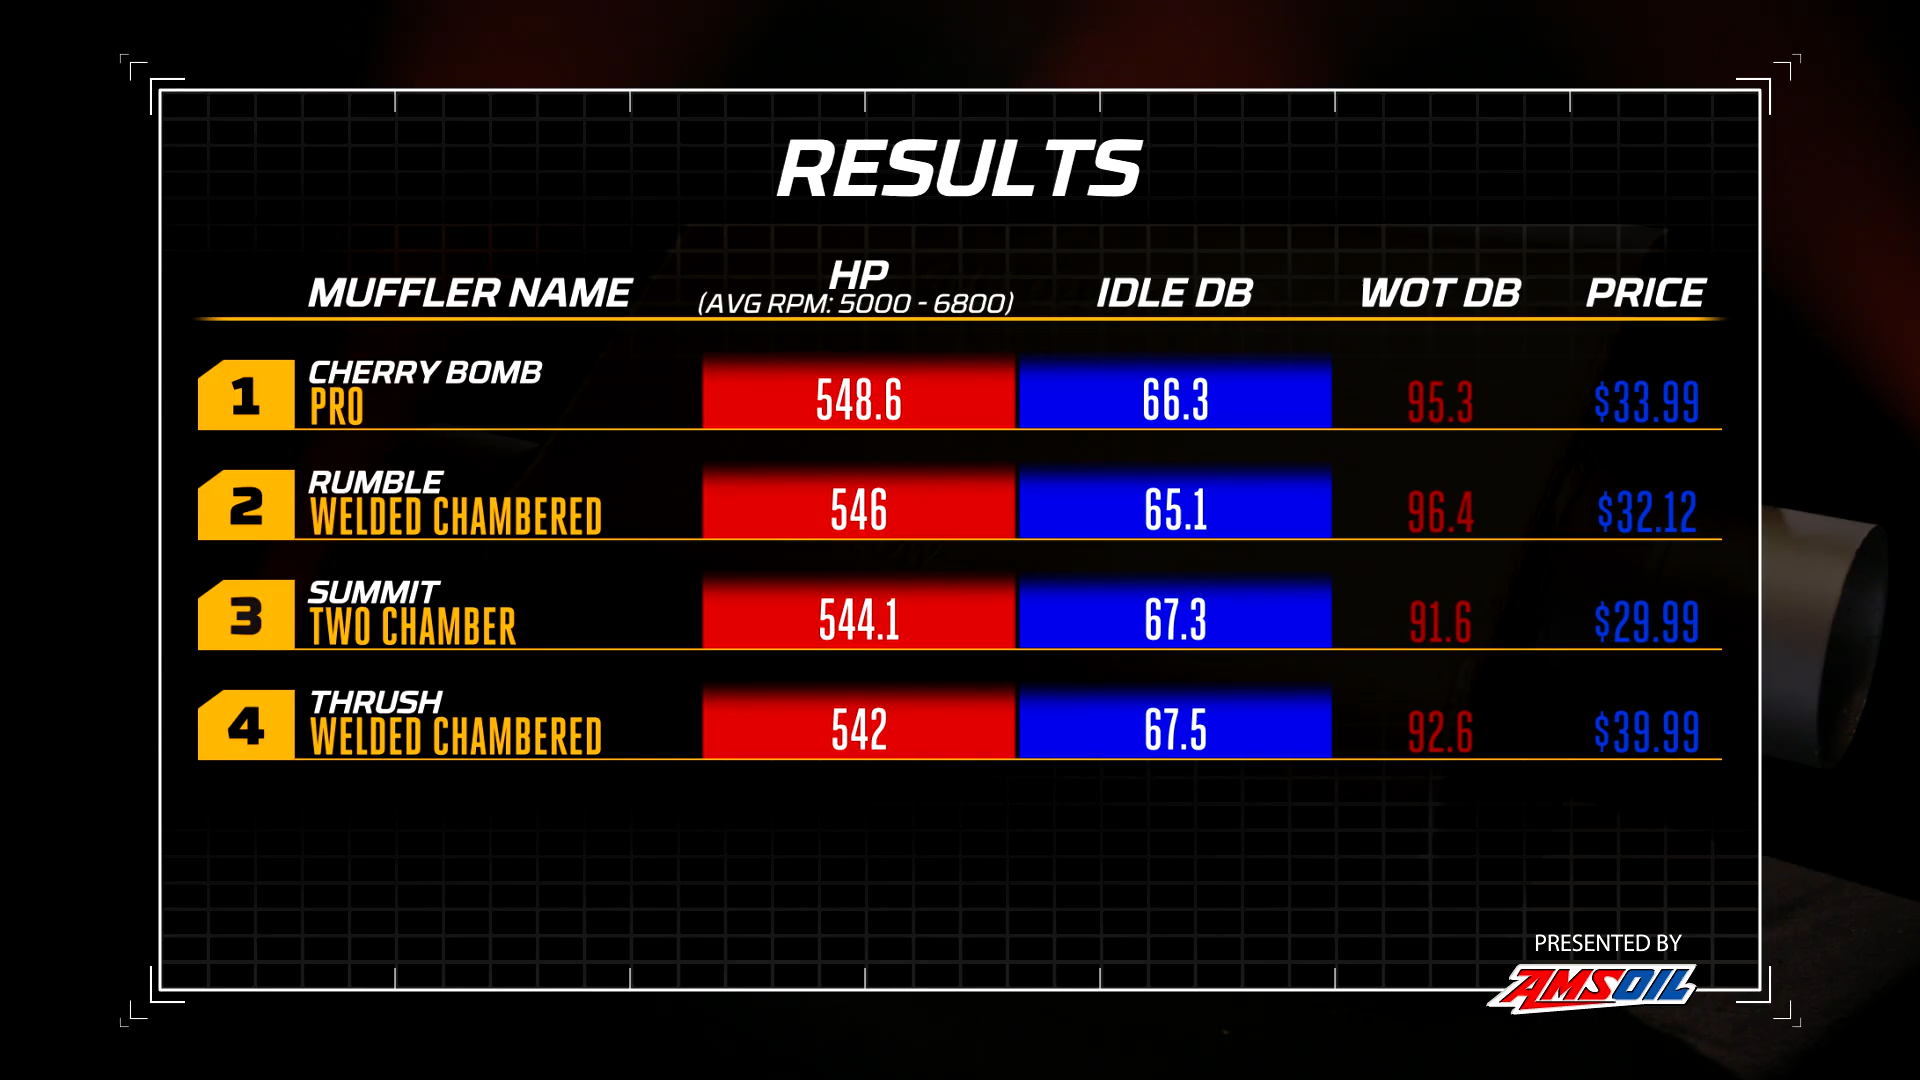 RESULTS
MUFFLER NAME HP (AVG RPM: 5000 - 6800) IDLE DB WOT DB PRICE
1 CHERRY BOMB PRO 548.6 66.3 95.3 $33.99
2 RUMBLE WELDED CHAMBERED 546 65.1 96.4 $32.12
3 SUMMIT TWO CHAMBER 544.1 67.3 91.6 $29.99
4 THRUSH WELDED CHAMBERED 542 67.5 92.6 $39.99
PRESENTED BY
AMSOIL